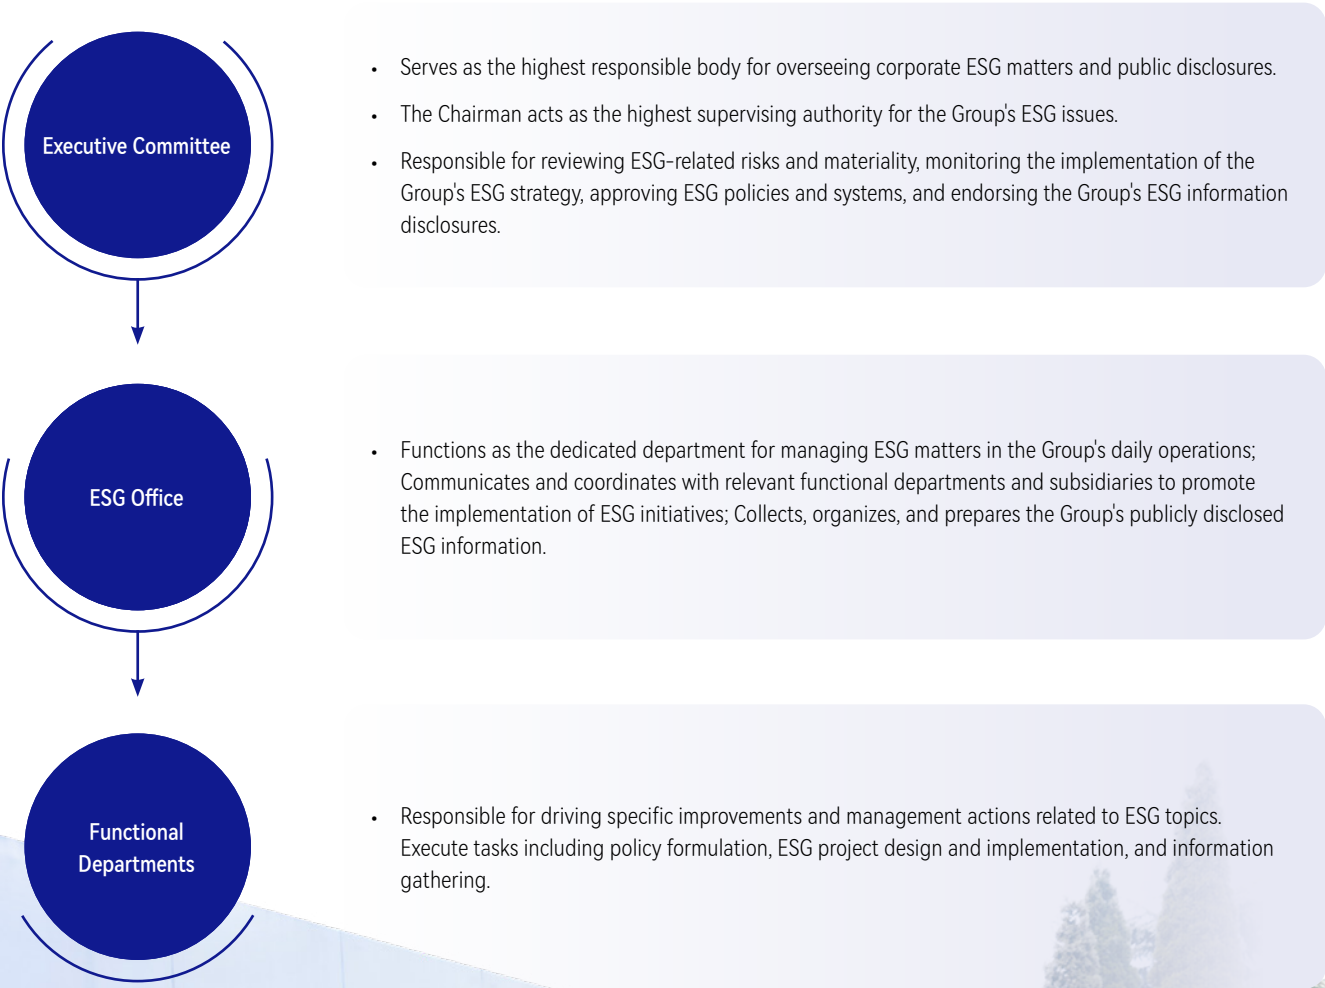 Executive Committee
• Serves as the highest responsible body for overseeing corporate ESG matters and public disclosures.
• The Chairman acts as the highest supervising authority for the Group's ESG issues.
• Responsible for reviewing ESG-related risks and materiality, monitoring the implementation of the
Group's ESG strategy, approving ESG policies and systems, and endorsing the Group's ESG information
disclosures.
ESG Office
• Functions as the dedicated department for managing ESG matters in the Group's daily operations;
Communicates and coordinates with relevant functional departments and subsidiaries to promote
the implementation of ESG initiatives; Collects, organizes, and prepares the Group's publicly disclosed
ESG information.
Functional
Departments
• Responsible for driving specific improvements and management actions related to ESG topics.
Execute tasks including policy formulation, ESG project design and implementation, and information
gathering.